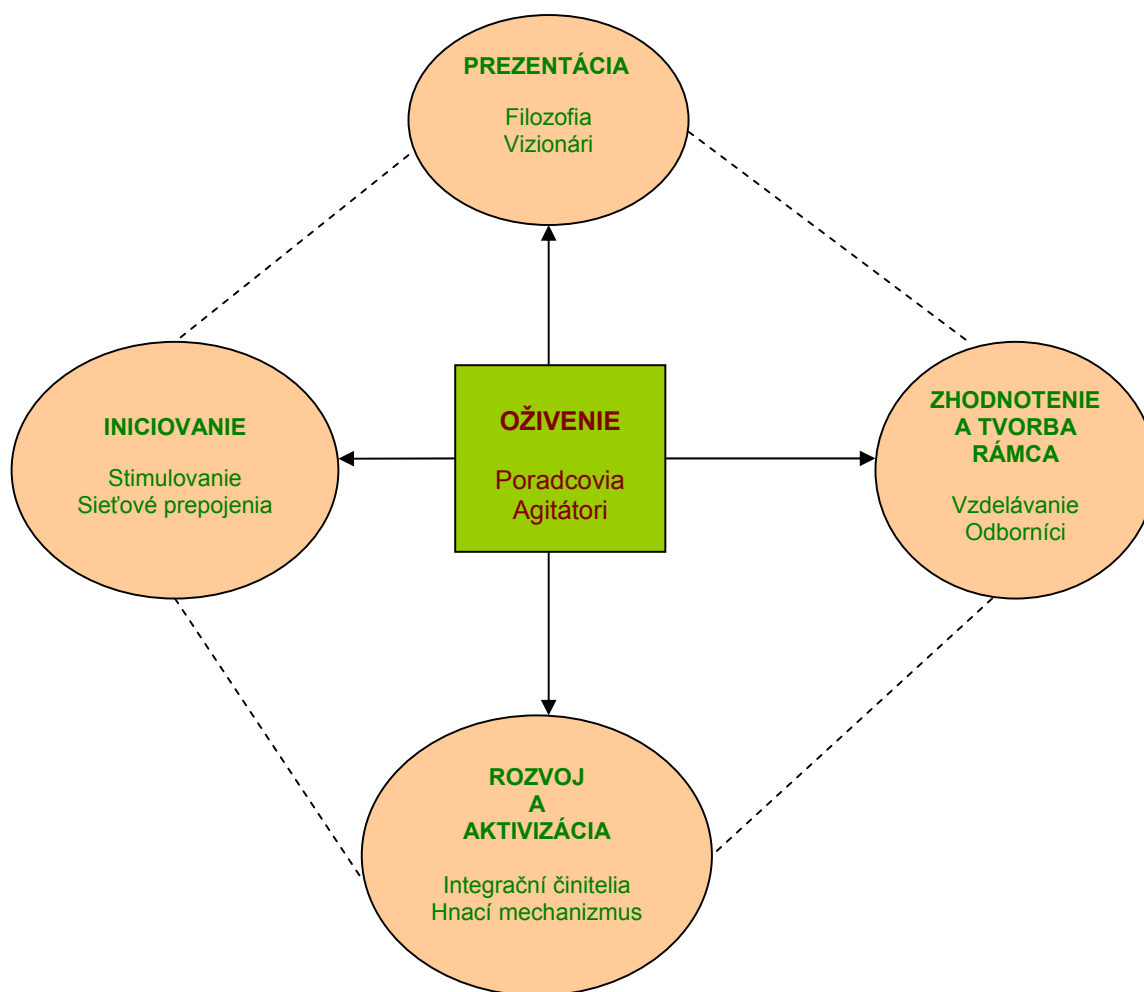 PREZENTÁCIA
Filozofia
Vizionári
INICIOVANIE
Stimulovanie
Sieťové prepojenia
OŽIVENIE
Poradcovia
Agitátori
ZHODNOTENIE
A TVORBA
RÁMCA
Vzdelávanie
Odborníci
ROZVOJ
A
AKTIVIZÁCIA
Integrační činitelia
Hnací mechanizmus